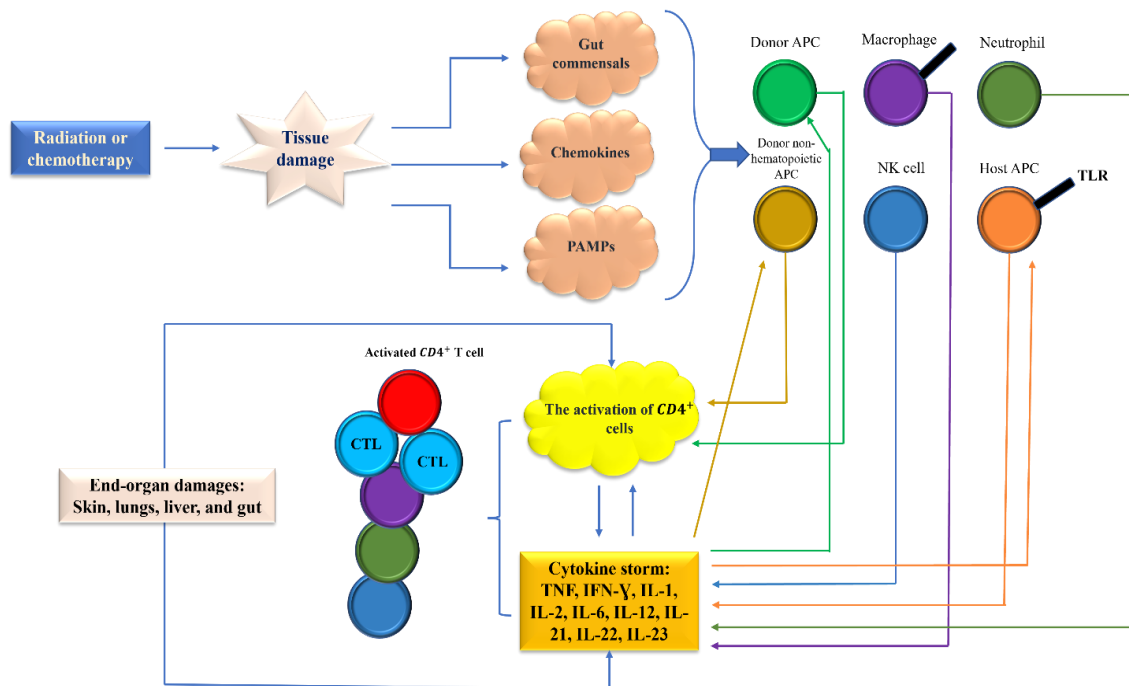 Radiation or
chemotherapy
Tissue
damage
Gut
commensals
Chemokines
PAMPs
Donor APC
Macrophage
Neutrophil
Donor non-
hematopoietic
APC
NK cell
Host APC
TLR
Activated CD4⁺ T cell
CTL
CTL
The activation of CD4⁺
cells
End-organ damages:
Skin, lungs, liver, and gut
Cytokine storm:
TNF, IFN-Ɣ, IL-1,
IL-2, IL-6, IL-12, IL-
21, IL-22, IL-23